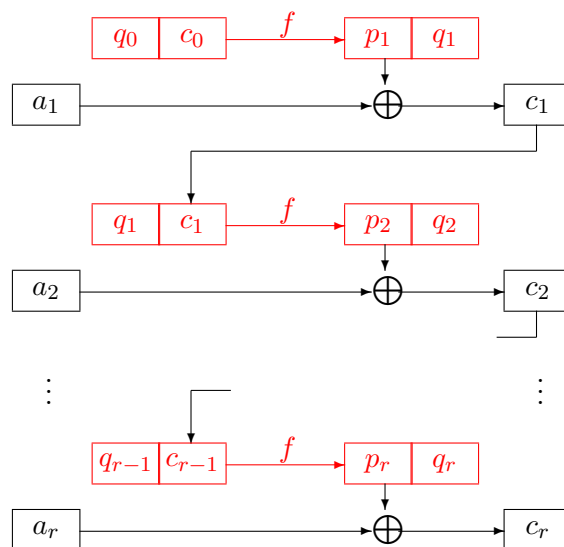 q₀ c₀ f p₁ q₁
a₁ ⊕ c₁
q₁ c₁ f p₂ q₂
a₂ ⊕ c₂
⋮ ⋮
qᵣ₋₁ cᵣ₋₁ f pᵣ qᵣ
aᵣ ⊕ cᵣ